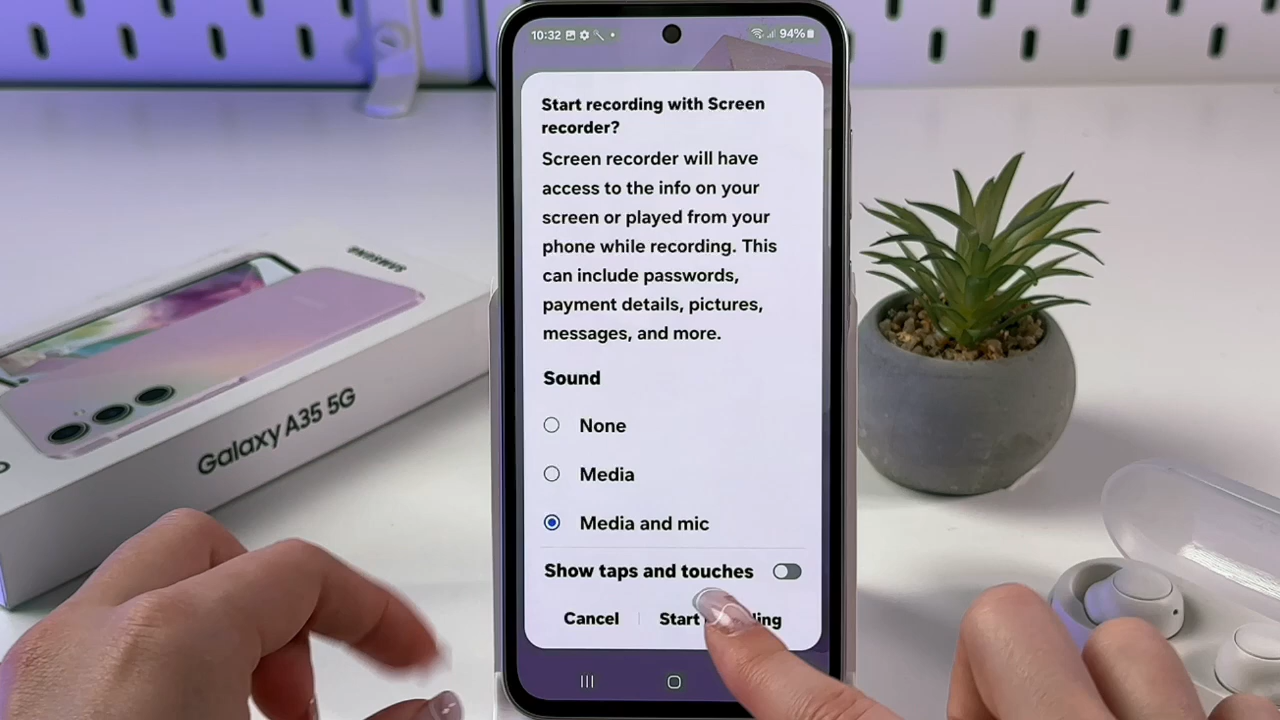 10:32
94%
Start recording with Screen
recorder?
Screen recorder will have
access to the info on your
screen or played from your
phone while recording. This
can include passwords,
payment details, pictures,
messages, and more.
Sound
None
Media
Media and mic
Show taps and touches
Cancel
Start ding
SAMSUNG
Galaxy A35 5G